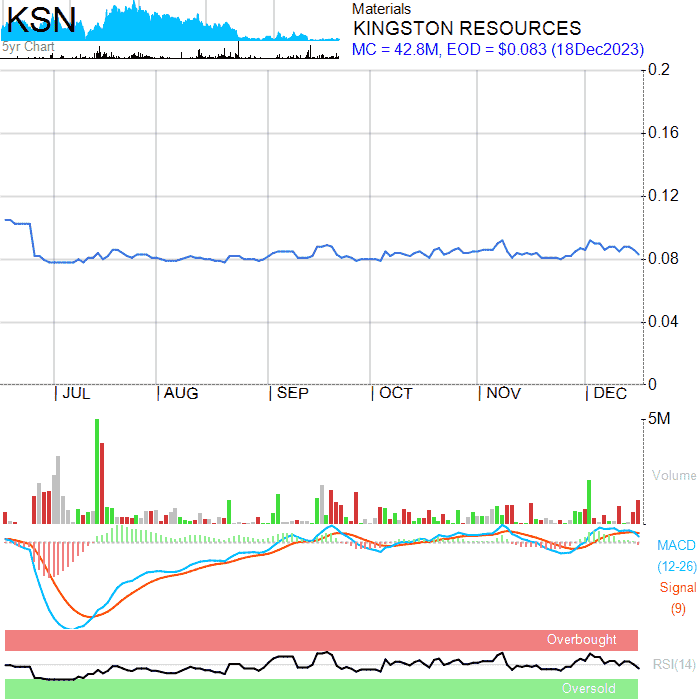 KSN
5yr Chart
Materials
KINGSTON RESOURCES
MC = 42.8M, EOD = $0.083 (18Dec2023)
0.2
0.16
0.12
0.08
0.04
0
| JUL | AUG | SEP | OCT | NOV | DEC
5M
Volume
MACD
(12-26)
Signal
(9)
Overbought
RSI(14)
Oversold